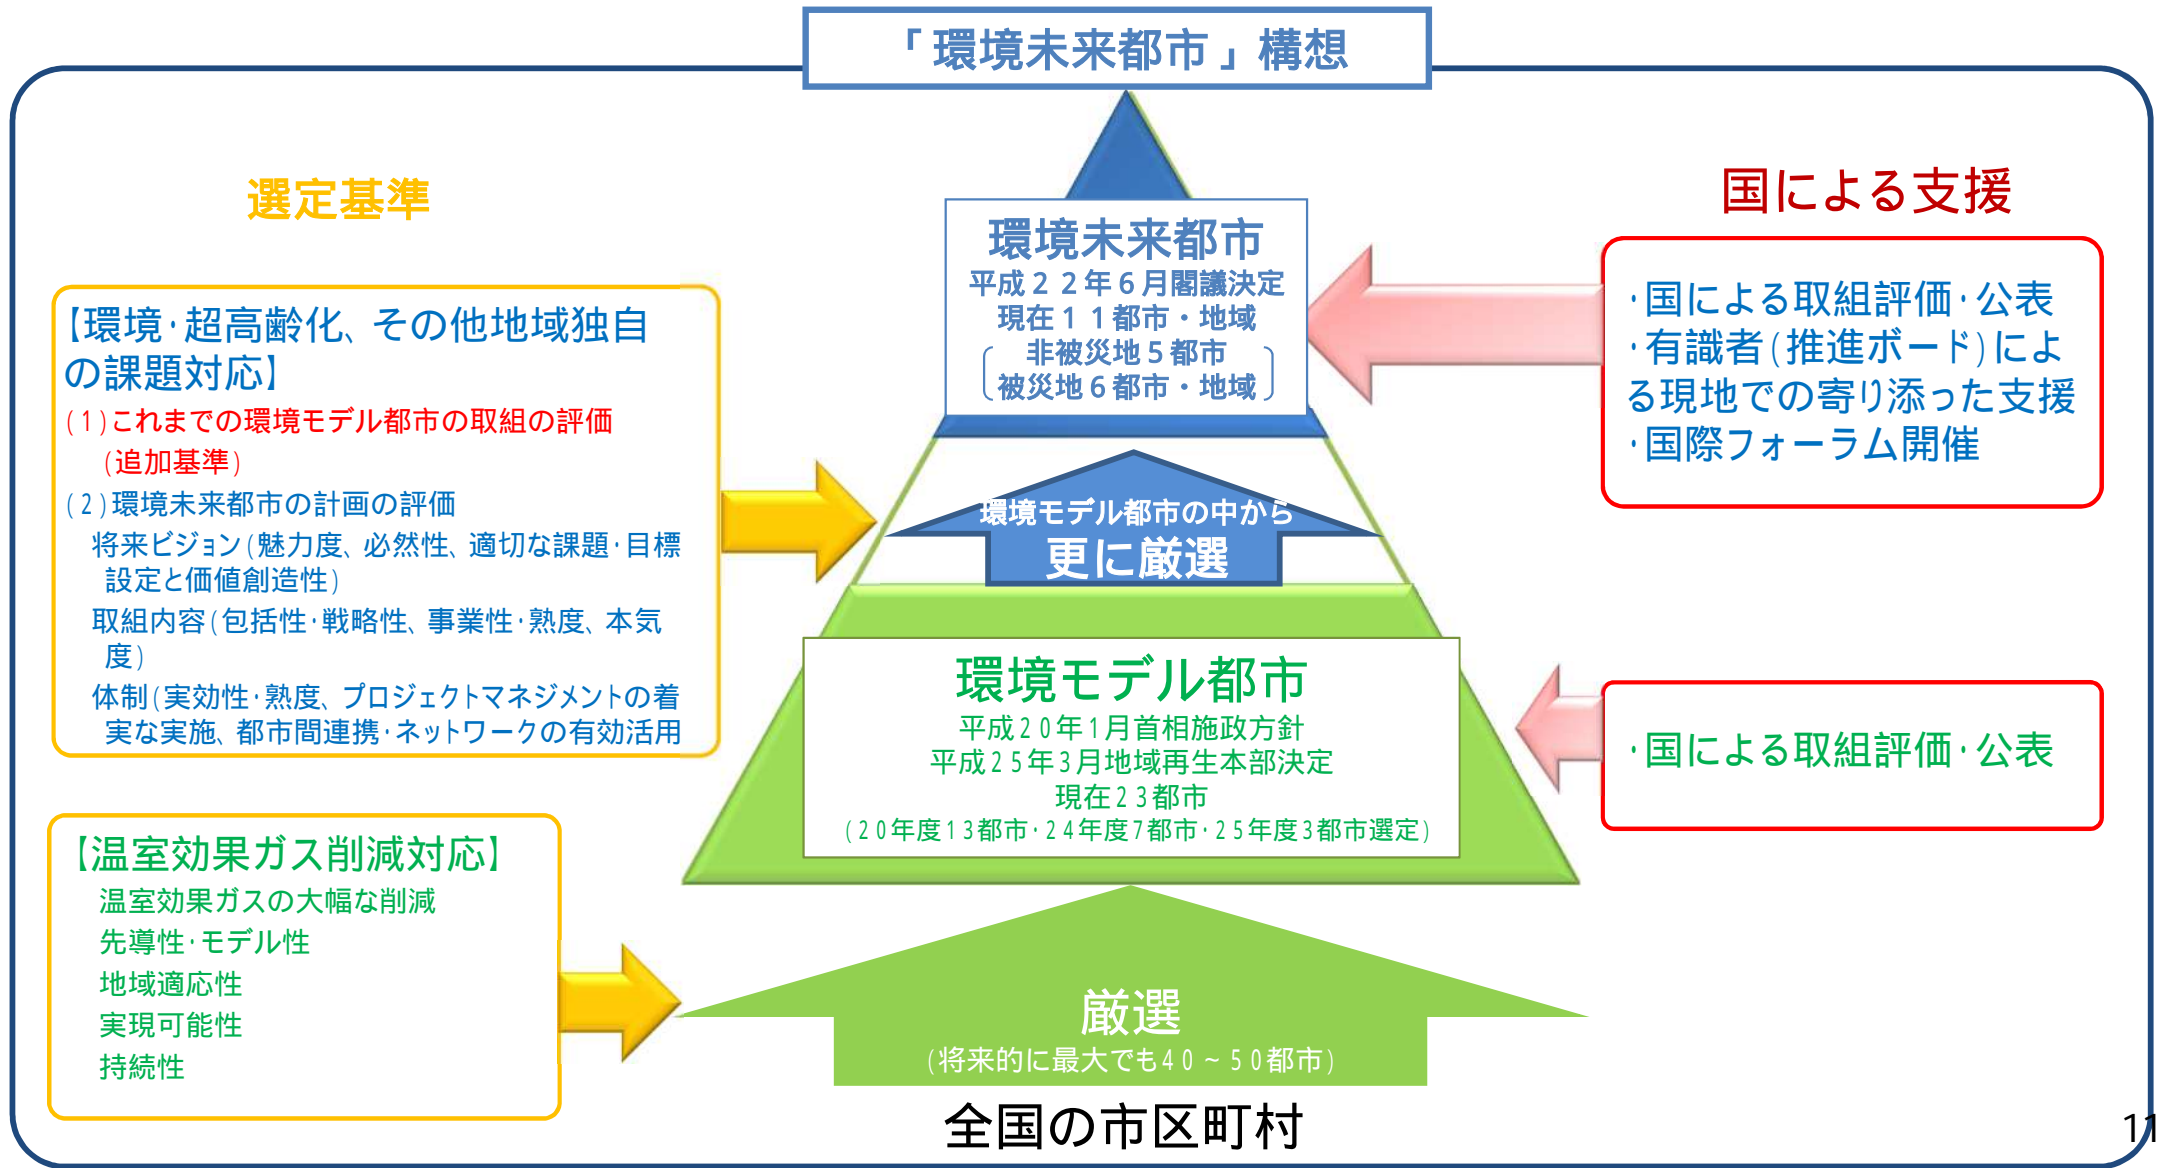 「環境未来都市」構想
選定基準
【環境・超高齢化、その他地域独自
の課題対応】
(1)これまでの環境モデル都市の取組の評価
(追加基準)
(2)環境未来都市の計画の評価
将来ビジョン(魅力度、必然性、適切な課題・目標
設定と価値創造性)
取組内容(包括性・戦略性、事業性・熟度、本気
度)
体制(実効性・熟度、プロジェクトマネジメントの着
実な実施、都市間連携・ネットワークの有効活用
【温室効果ガス削減対応】
温室効果ガスの大幅な削減
先導性・モデル性
地域適応性
実現可能性
持続性
環境未来都市
平成22年6月閣議決定
現在11都市・地域
非被災地5都市
被災地6都市・地域
環境モデル都市の中から
更に厳選
環境モデル都市
平成20年1月首相施政方針
平成25年3月地域再生本部決定
現在23都市
(20年度13都市・24年度7都市・25年度3都市選定)
厳選
(将来的に最大でも40~50都市)
全国の市区町村
国による支援
・国による取組評価・公表
・有識者(推進ボード)によ
る現地での寄り添った支援
・国際フォーラム開催
・国による取組評価・公表
11